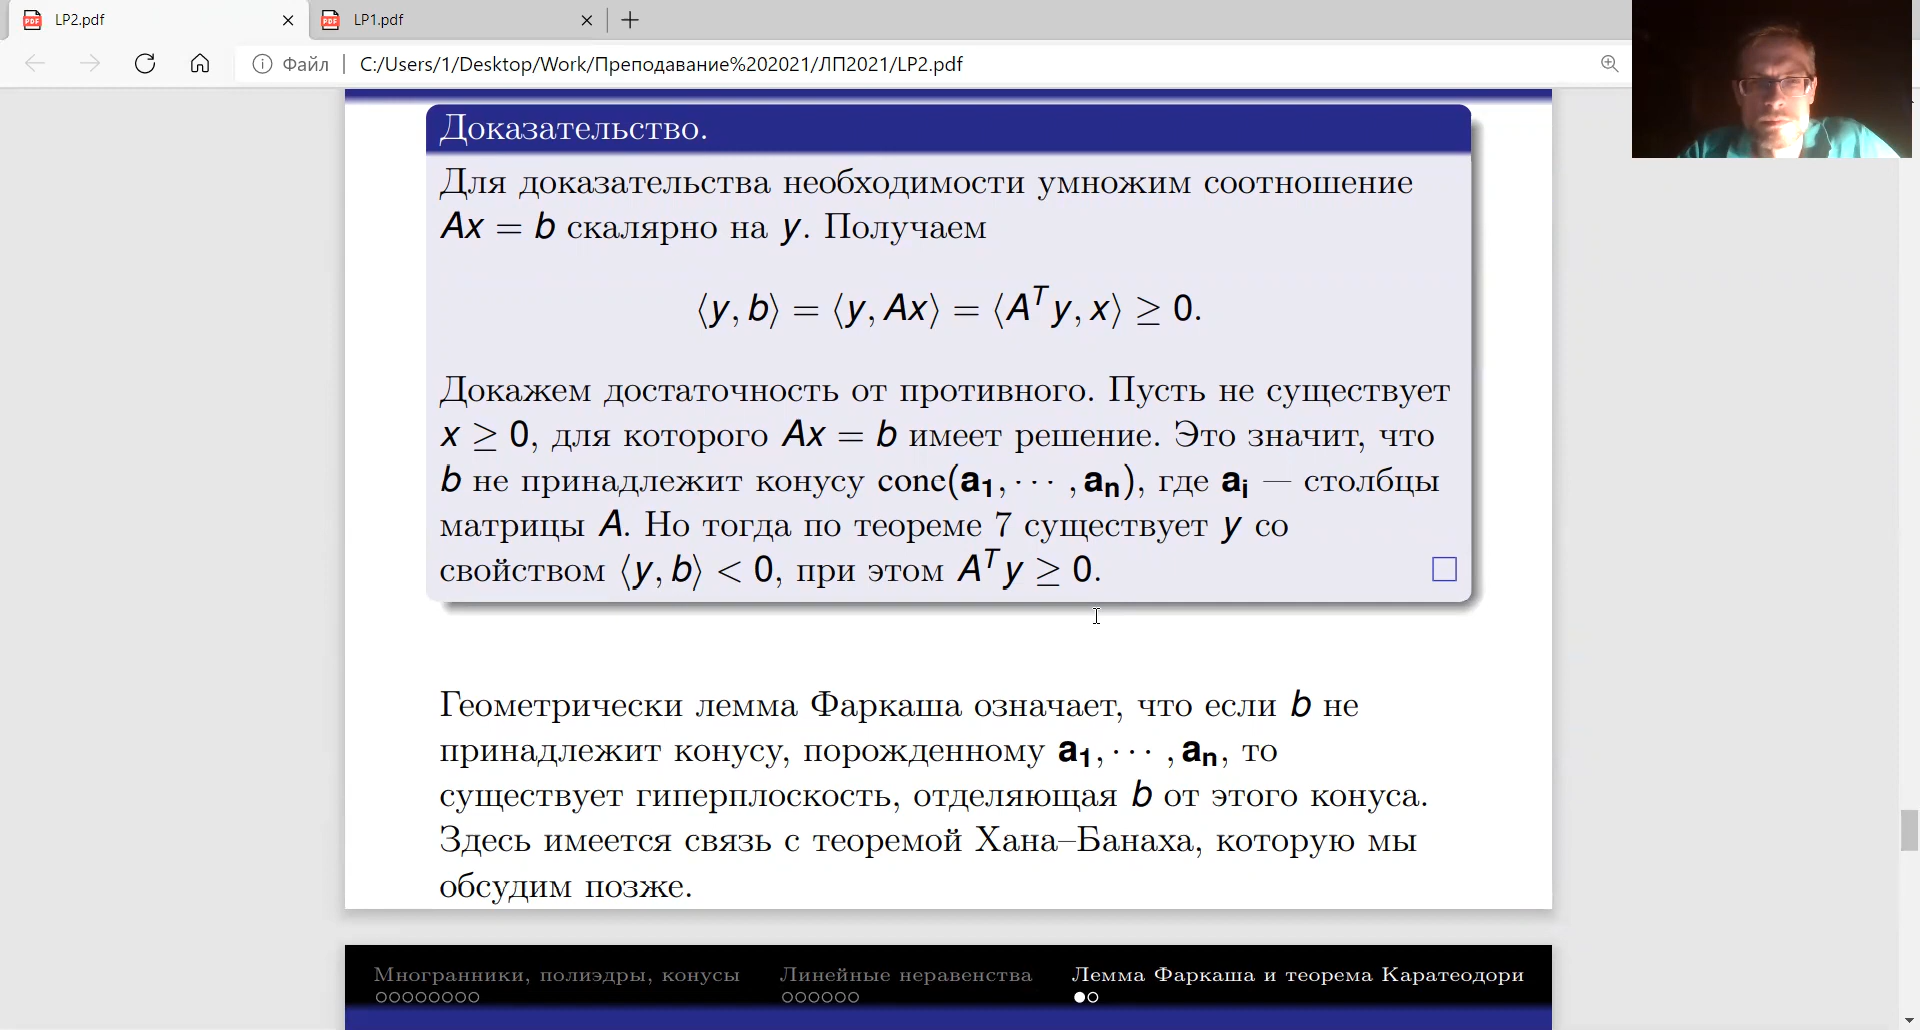 LP2.pdf
LP1.pdf
Файл | C:/Users/1/Desktop/Work/Преподавание%202021/ЛП2021/LP2.pdf
Доказательство.
Для доказательства необходимости умножим соотношение
Ax = b скалярно на y. Получаем
⟨y, b⟩ = ⟨y, Ax⟩ = ⟨Aᵀy, x⟩ ≥ 0.
Докажем достаточность от противного. Пусть не существует
x ≥ 0, для которого Ax = b имеет решение. Это значит, что
b не принадлежит конусу conc(a₁, ⋯ , aₙ), где aᵢ — столбцы
матрицы A. Но тогда по теореме 7 существует y со
свойством ⟨y, b⟩ < 0, при этом Aᵀy ≥ 0.
Геометрически лемма Фаркаша означает, что если b не
принадлежит конусу, порожденному a₁, ⋯ , aₙ, то
существует гиперплоскость, отделяющая b от этого конуса.
Здесь имеется связь с теоремой Хана–Банаха, которую мы
обсудим позже.
Многранники, полиэдры, конусы
Линейные неравенства
Лемма Фаркаша и теорема Каратеодори